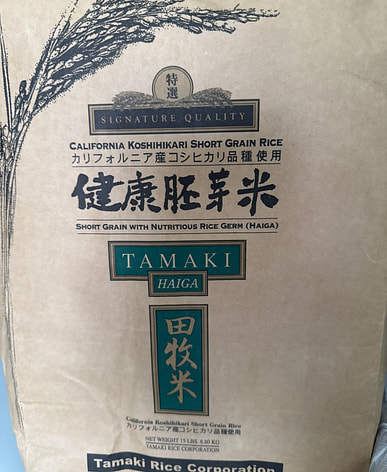 特選
SIGNATURE QUALITY
CALIFORNIA KOSHIHIKARI SHORT GRAIN RICE
カリフォルニア産コシヒカリ品種使用
健康胚芽米
SHORT GRAIN WITH NUTRITIOUS RICE GERM (HAIGA)
TAMAKI
HAIGA
田牧米
California Koshihikari Short Grain Rice
カリフォルニア産コシヒカリ品種使用
NET WEIGHT 15 LBS. 6.80 KG
TAMAKI RICE CORPORATION
Tamaki Rice Corporation